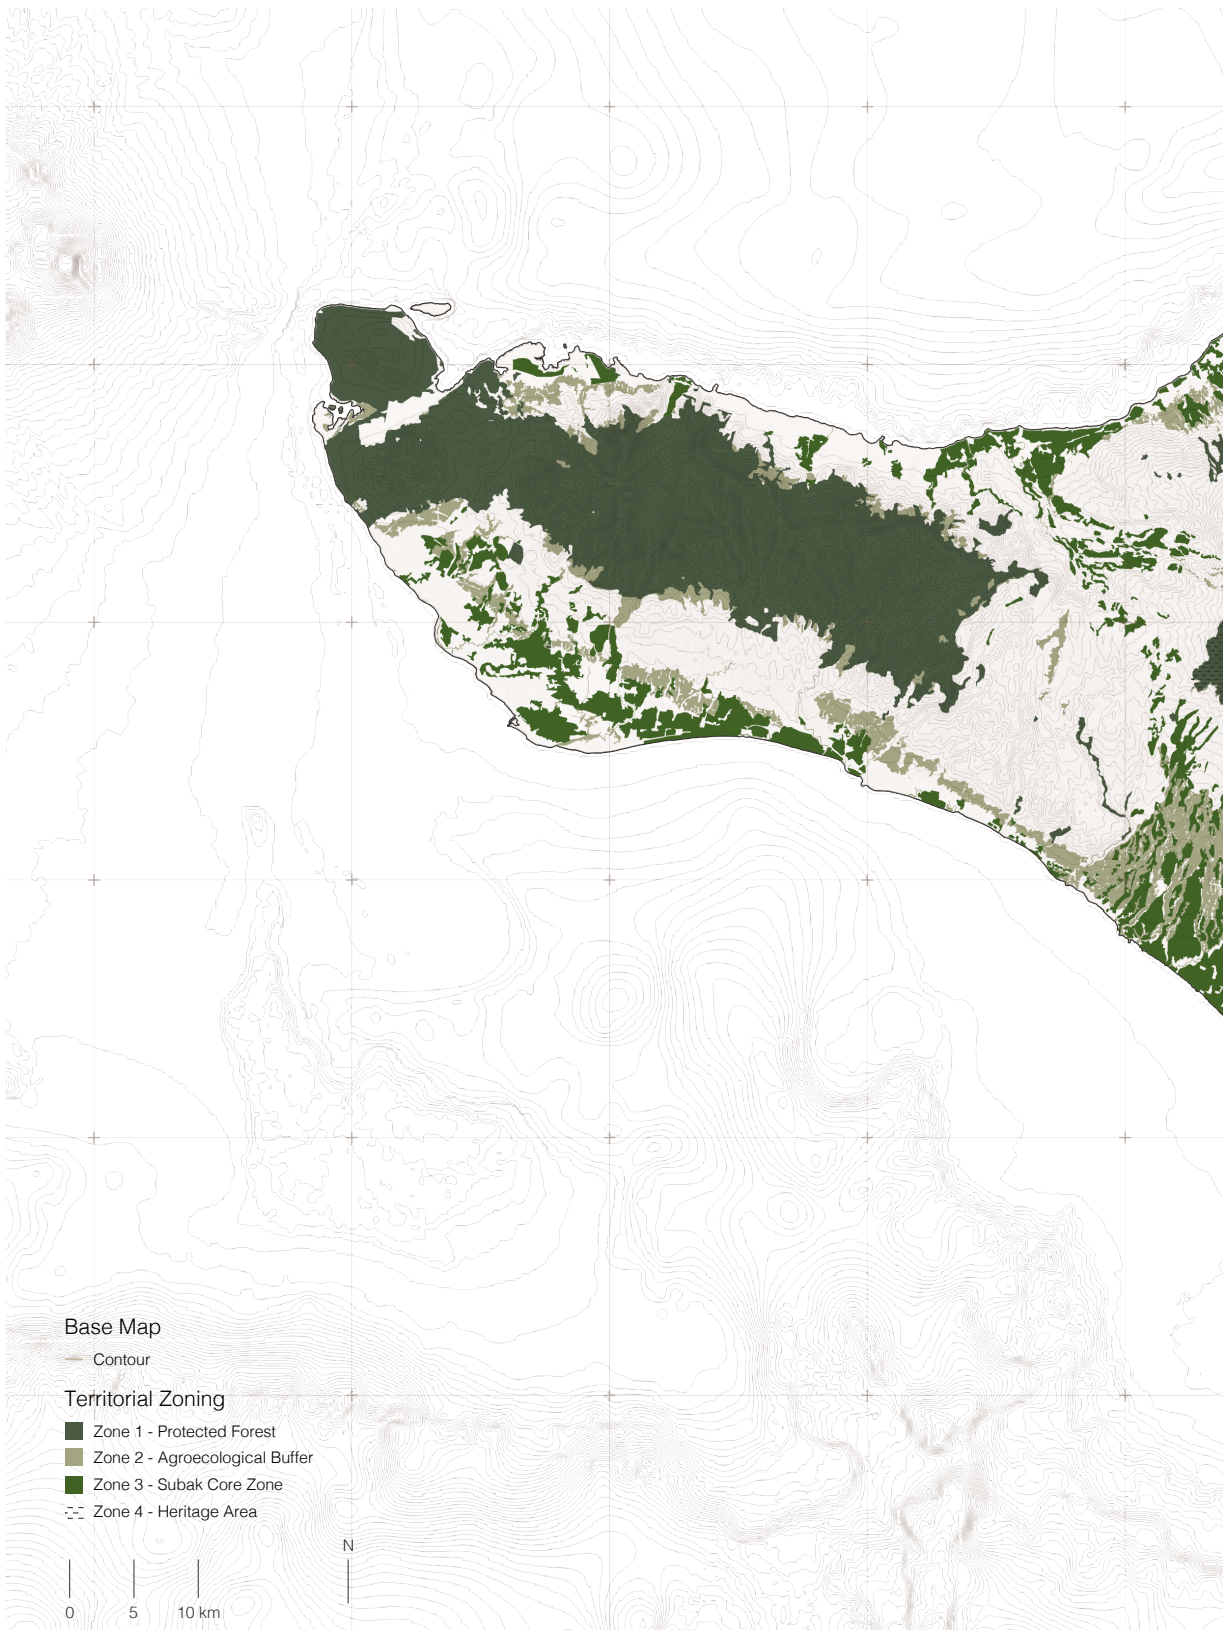 Base Map
Contour
Territorial Zoning
Zone 1 - Protected Forest
Zone 2 - Agroecological Buffer
Zone 3 - Subak Core Zone
Zone 4 - Heritage Area
N
0 5 10 km